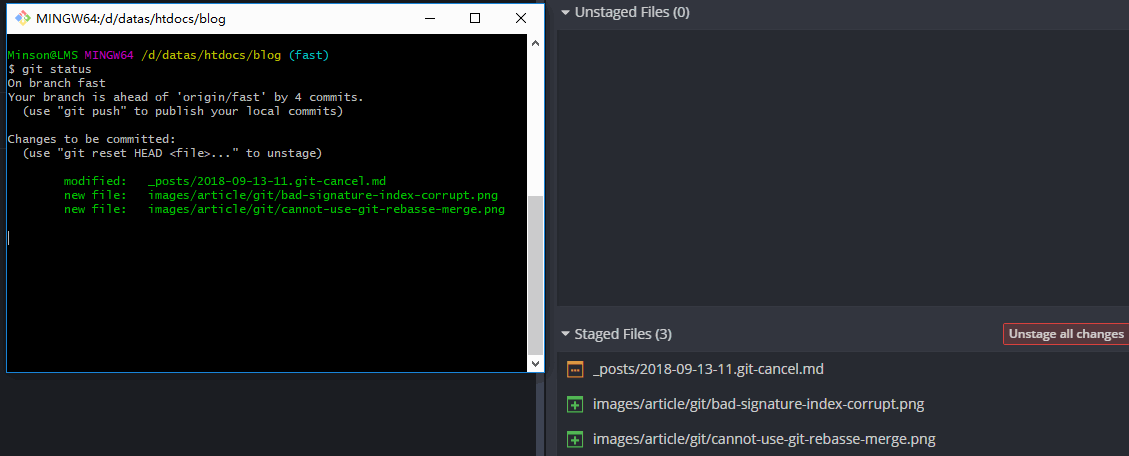 MINGW64:/d/datas/htdocs/blog
Minson@LMS MINGW64 /d/datas/htdocs/blog (fast)
$ git status
On branch fast
Your branch is ahead of 'origin/fast' by 4 commits.
  (use "git push" to publish your local commits)
Changes to be committed:
  (use "git reset HEAD <file>..." to unstage)
        modified:   _posts/2018-09-13-11.git-cancel.md
        new file:   images/article/git/bad-signature-index-corrupt.png
        new file:   images/article/git/cannot-use-git-rebasse-merge.png
Unstaged Files (0)
Staged Files (3)
Unstage all changes
_posts/2018-09-13-11.git-cancel.md
images/article/git/bad-signature-index-corrupt.png
images/article/git/cannot-use-git-rebasse-merge.png